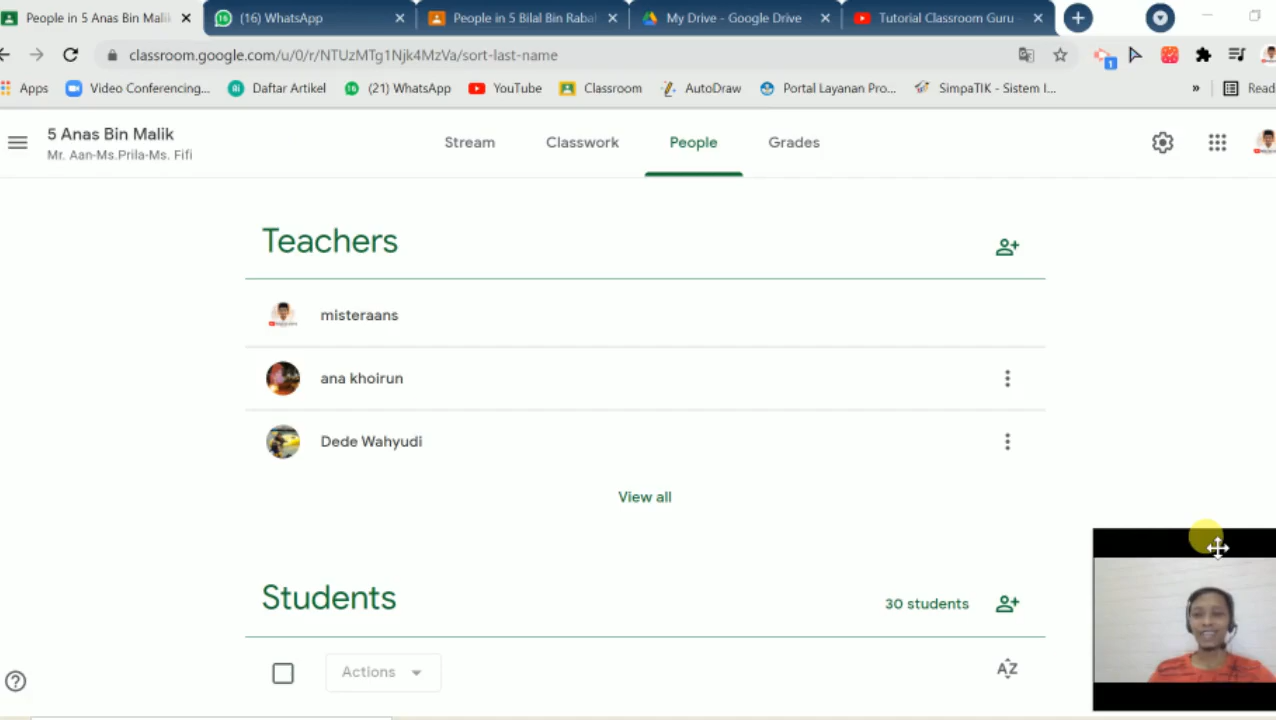 People in 5 Anas Bin Malik
(16) WhatsApp
People in 5 Bilal Bin Rabal
My Drive - Google Drive
Tutorial Classroom Guru -
classroom.google.com/u/0/r/NTUzMTg1Njk4MzVa/sort-last-name
1
Apps
Video Conferencing...
Daftar Artikel
(21) WhatsApp
YouTube
Classroom
AutoDraw
Portal Layanan Pro...
SimpaTIK - Sistem I...
»
Read
5 Anas Bin Malik
Mr. Aan-Ms.Prila-Ms. Fifi
Stream
Classwork
People
Grades
Teachers
misteraans
ana khoirun
Dede Wahyudi
View all
Students
30 students
Actions
AZ